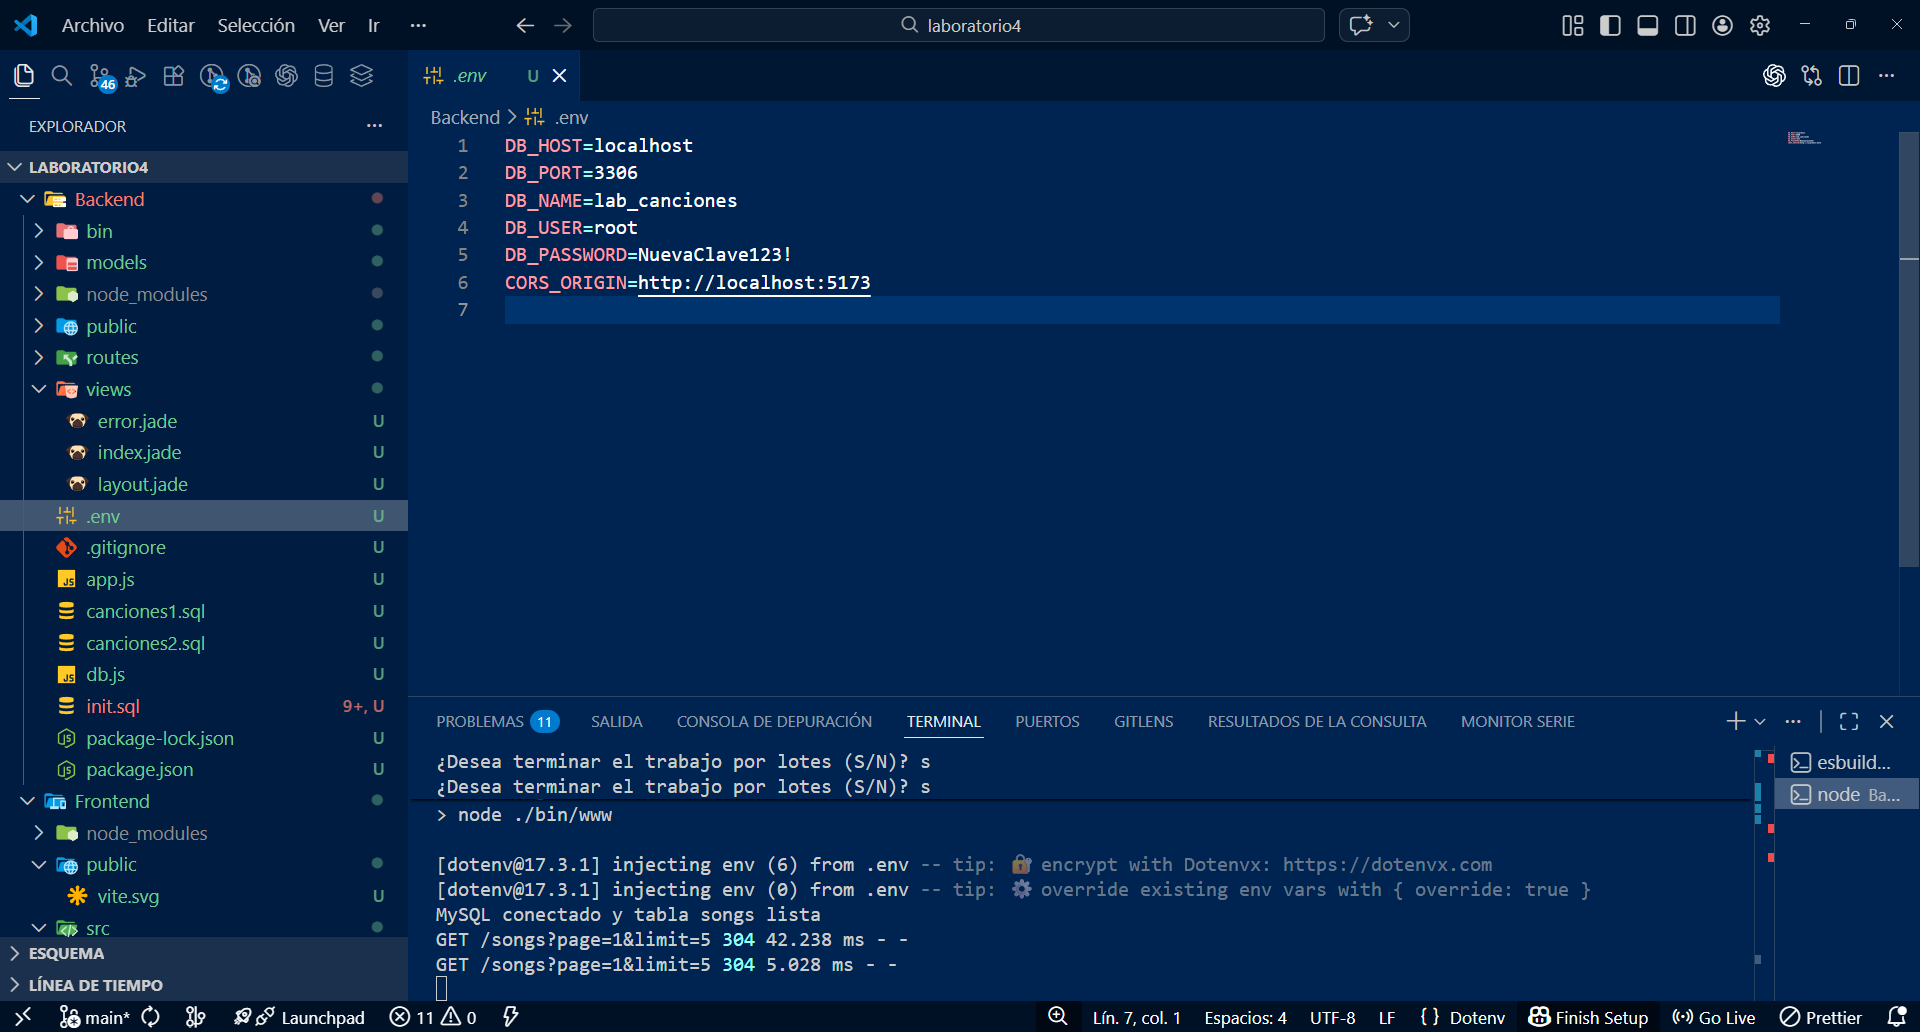 Archivo Editar Selección Ver Ir ··· laboratorio4
EXPLORADOR ···
LABORATORIO4
Backend
bin
models
node_modules
public
routes
views
error.jade U
index.jade U
layout.jade U
.env U
.gitignore U
app.js U
canciones1.sql U
canciones2.sql U
db.js U
init.sql 9+, U
package-lock.json U
package.json U
Frontend
node_modules
public
vite.svg U
src
ESQUEMA
LÍNEA DE TIEMPO
46
.env U
Backend > .env
1 DB_HOST=localhost
2 DB_PORT=3306
3 DB_NAME=lab_canciones
4 DB_USER=root
5 DB_PASSWORD=NuevaClave123!
6 CORS_ORIGIN=http://localhost:5173
7
PROBLEMAS 11 SALIDA CONSOLA DE DEPURACIÓN TERMINAL PUERTOS GITLENS RESULTADOS DE LA CONSULTA MONITOR SERIE
¿Desea terminar el trabajo por lotes (S/N)? s
¿Desea terminar el trabajo por lotes (S/N)? s
> node ./bin/www
[dotenv@17.3.1] injecting env (6) from .env -- tip: 🔐 encrypt with Dotenvx: https://dotenvx.com
[dotenv@17.3.1] injecting env (0) from .env -- tip: ⚙️ override existing env vars with { override: true }
MySQL conectado y tabla songs lista
GET /songs?page=1&limit=5 304 42.238 ms - -
GET /songs?page=1&limit=5 304 5.028 ms - -
esbuild...
node Ba...
main* Launchpad 11 0 Lín. 7, col. 1 Espacios: 4 UTF-8 LF { } Dotenv Finish Setup Go Live Prettier